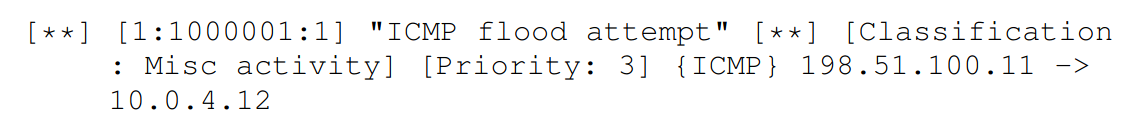 [**] [1:1000001:1] "ICMP flood attempt" [**] [Classification
: Misc activity] [Priority: 3] {ICMP} 198.51.100.11 ->
10.0.4.12